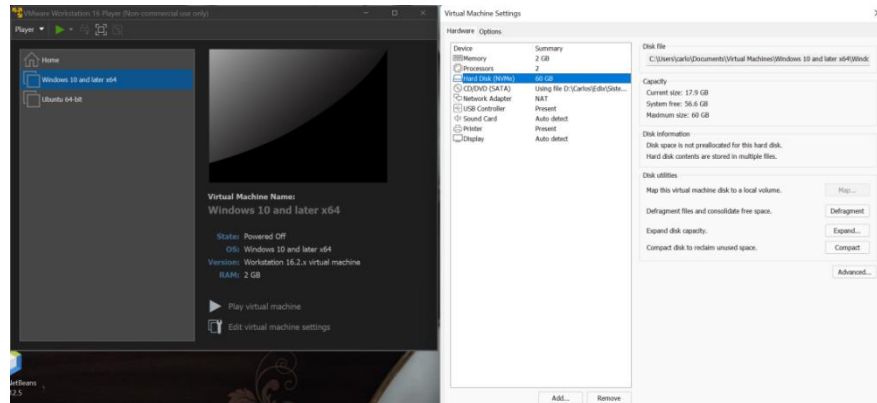 VMware Workstation 16 Player (Non-commercial use only)
Player
Home
Windows 10 and later x64
Ubuntu 64-bit
Virtual Machine Name:
Windows 10 and later x64
State: Powered Off
OS: Windows 10 and later x64
Version: Workstation 16.2.x virtual machine
RAM: 2 GB
Play virtual machine
Edit virtual machine settings
NetBeans
12.5
Virtual Machine Settings
Hardware Options
Device Summary
Memory 2 GB
Processors 2
Hard Disk (NVMe) 60 GB
CD/DVD (SATA) Using file D:\Carlos\EdIx\Siste...
Network Adapter NAT
USB Controller Present
Sound Card Auto detect
Printer Present
Display Auto detect
Add... Remove
Disk file
C:\Users\carlo\Documents\Virtual Machines\Windows 10 and later x64\Windc
Capacity
Current size: 17.9 GB
System free: 56.6 GB
Maximum size: 60 GB
Disk information
Disk space is not preallocated for this hard disk.
Hard disk contents are stored in multiple files.
Disk utilities
Map this virtual machine disk to a local volume. Map...
Defragment files and consolidate free space. Defragment
Expand disk capacity. Expand...
Compact disk to reclaim unused space. Compact
Advanced...